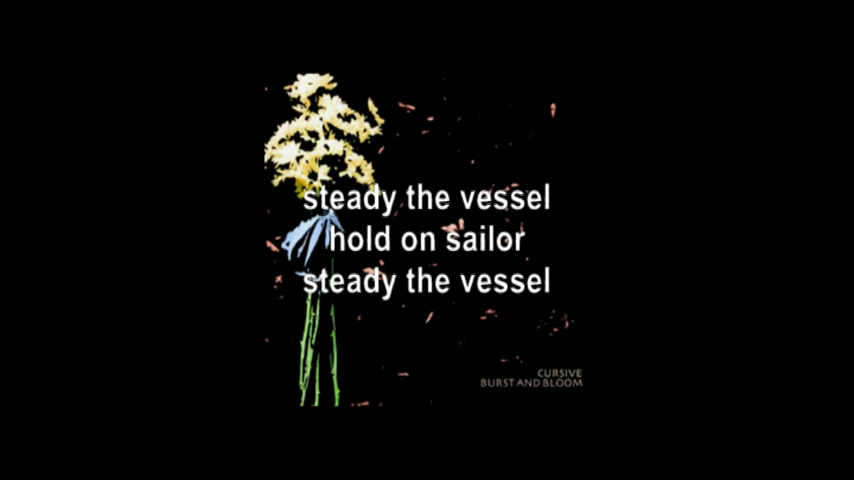 steady the vessel
hold on sailor
steady the vessel
CURSIVE
BURST AND BLOOM